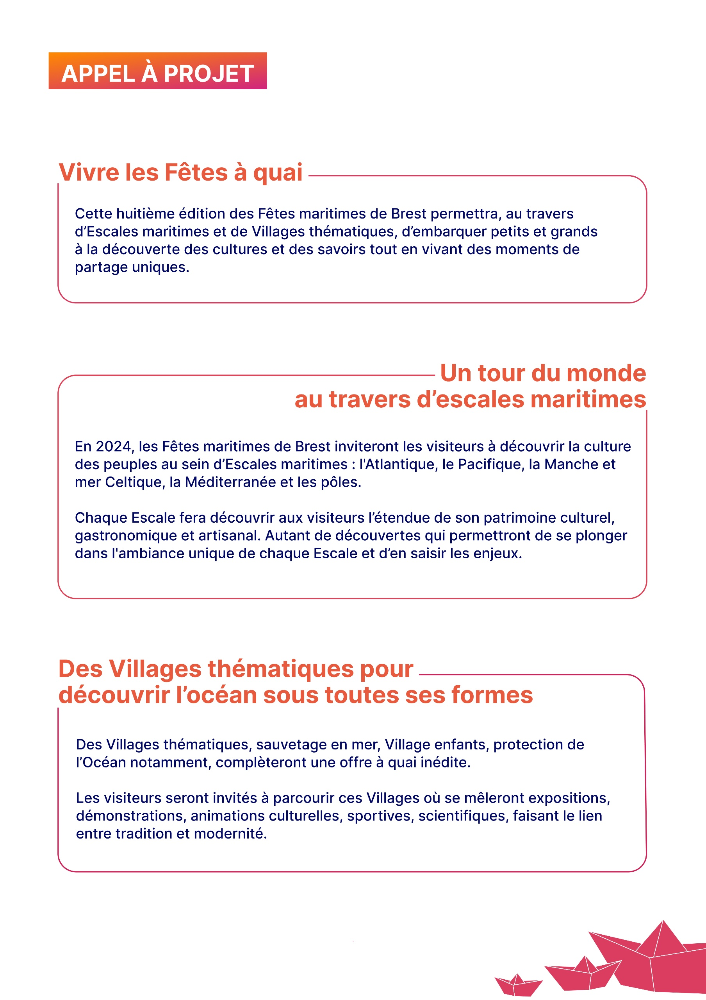 APPEL À PROJET
Vivre les Fêtes à quai
Cette huitième édition des Fêtes maritimes de Brest permettra, au travers
d’Escales maritimes et de Villages thématiques, d’embarquer petits et grands
à la découverte des cultures et des savoirs tout en vivant des moments de
partage uniques.
Un tour du monde
au travers d’escales maritimes
En 2024, les Fêtes maritimes de Brest inviteront les visiteurs à découvrir la culture
des peuples au sein d’Escales maritimes : l'Atlantique, le Pacifique, la Manche et
mer Celtique, la Méditerranée et les pôles.
Chaque Escale fera découvrir aux visiteurs l’étendue de son patrimoine culturel,
gastronomique et artisanal. Autant de découvertes qui permettront de se plonger
dans l'ambiance unique de chaque Escale et d’en saisir les enjeux.
Des Villages thématiques pour
découvrir l’océan sous toutes ses formes
Des Villages thématiques, sauvetage en mer, Village enfants, protection de
l’Océan notamment, complèteront une offre à quai inédite.
Les visiteurs seront invités à parcourir ces Villages où se mêleront expositions,
démonstrations, animations culturelles, sportives, scientifiques, faisant le lien
entre tradition et modernité.